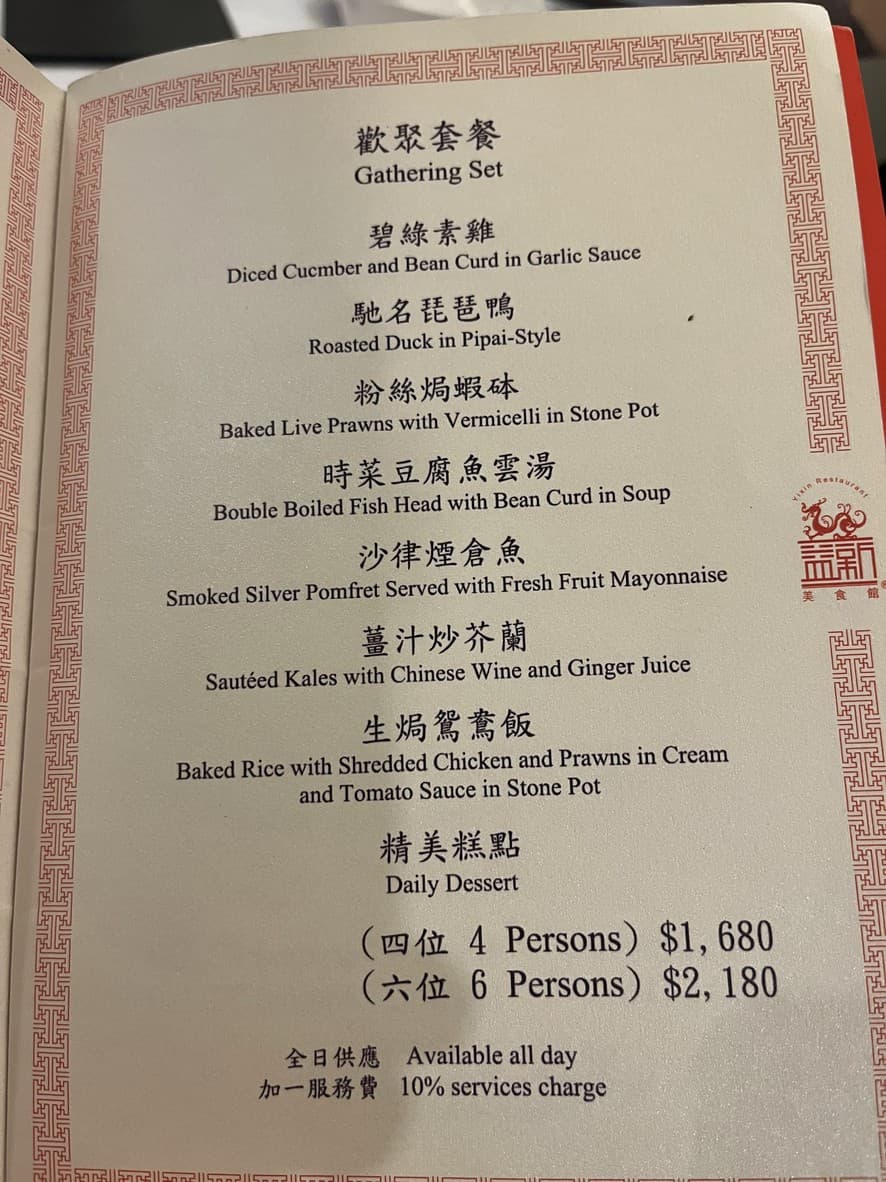 歡聚套餐
Gathering Set
碧綠素雞
Diced Cucmber and Bean Curd in Garlic Sauce
馳名琵琶鴨
Roasted Duck in Pipai-Style
粉絲焗蝦砵
Baked Live Prawns with Vermicelli in Stone Pot
時菜豆腐魚雲湯
Bouble Boiled Fish Head with Bean Curd in Soup
沙律煙倉魚
Smoked Silver Pomfret Served with Fresh Fruit Mayonnaise
薑汁炒芥蘭
Sautéed Kales with Chinese Wine and Ginger Juice
生焗鴛鴦飯
Baked Rice with Shredded Chicken and Prawns in Cream
and Tomato Sauce in Stone Pot
精美糕點
Daily Dessert
(四位 4 Persons) $1,680
(六位 6 Persons) $2,180
全日供應 Available all day
加一服務費 10% services charge
Yixin Restaurant
益新
美食館
®